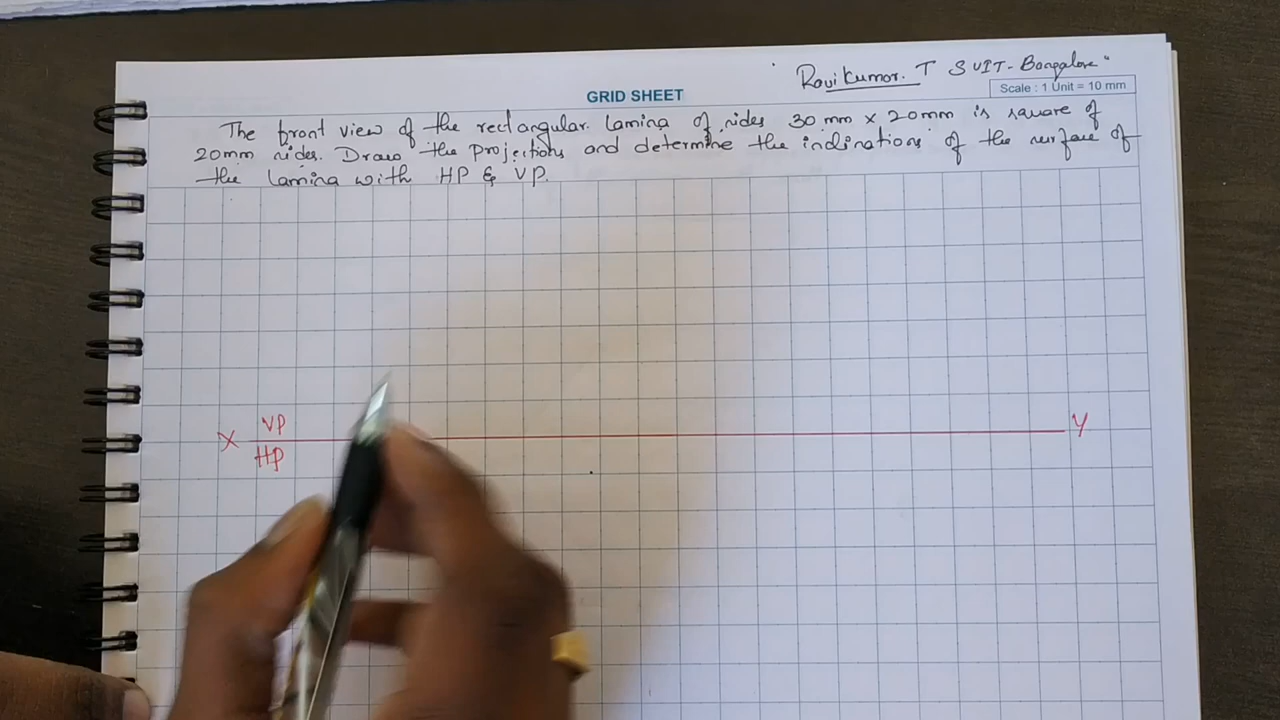 Ravikumar. T SVIT-Bangalore"
GRID SHEET
Scale : 1 Unit = 10 mm
The front view of the rectangular lamina of sides 30 mm x 20mm is square of
20mm sides. Draw the projections and determine the inclinations of the surface of
the lamina with HP & VP.
VP
X
Y
HP